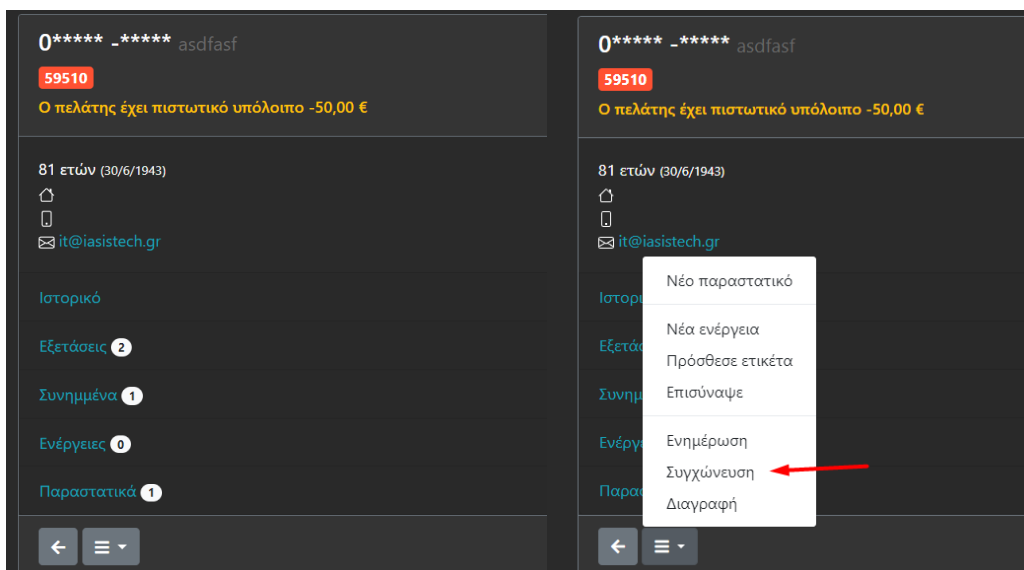 0***** -***** asdfasf
59510
Ο πελάτης έχει πιστωτικό υπόλοιπο -50,00 €
81 ετών (30/6/1943)
it@iasistech.gr
Ιστορικό
Εξετάσεις 2
Συνημμένα 1
Ενέργειες 0
Παραστατικά 1
0***** -***** asdfasf
59510
Ο πελάτης έχει πιστωτικό υπόλοιπο -50,00 €
81 ετών (30/6/1943)
it@iasistech.gr
Νέο παραστατικό
Νέα ενέργεια
Πρόσθεσε ετικέτα
Επισύναψε
Ενημέρωση
Συγχώνευση
Διαγραφή